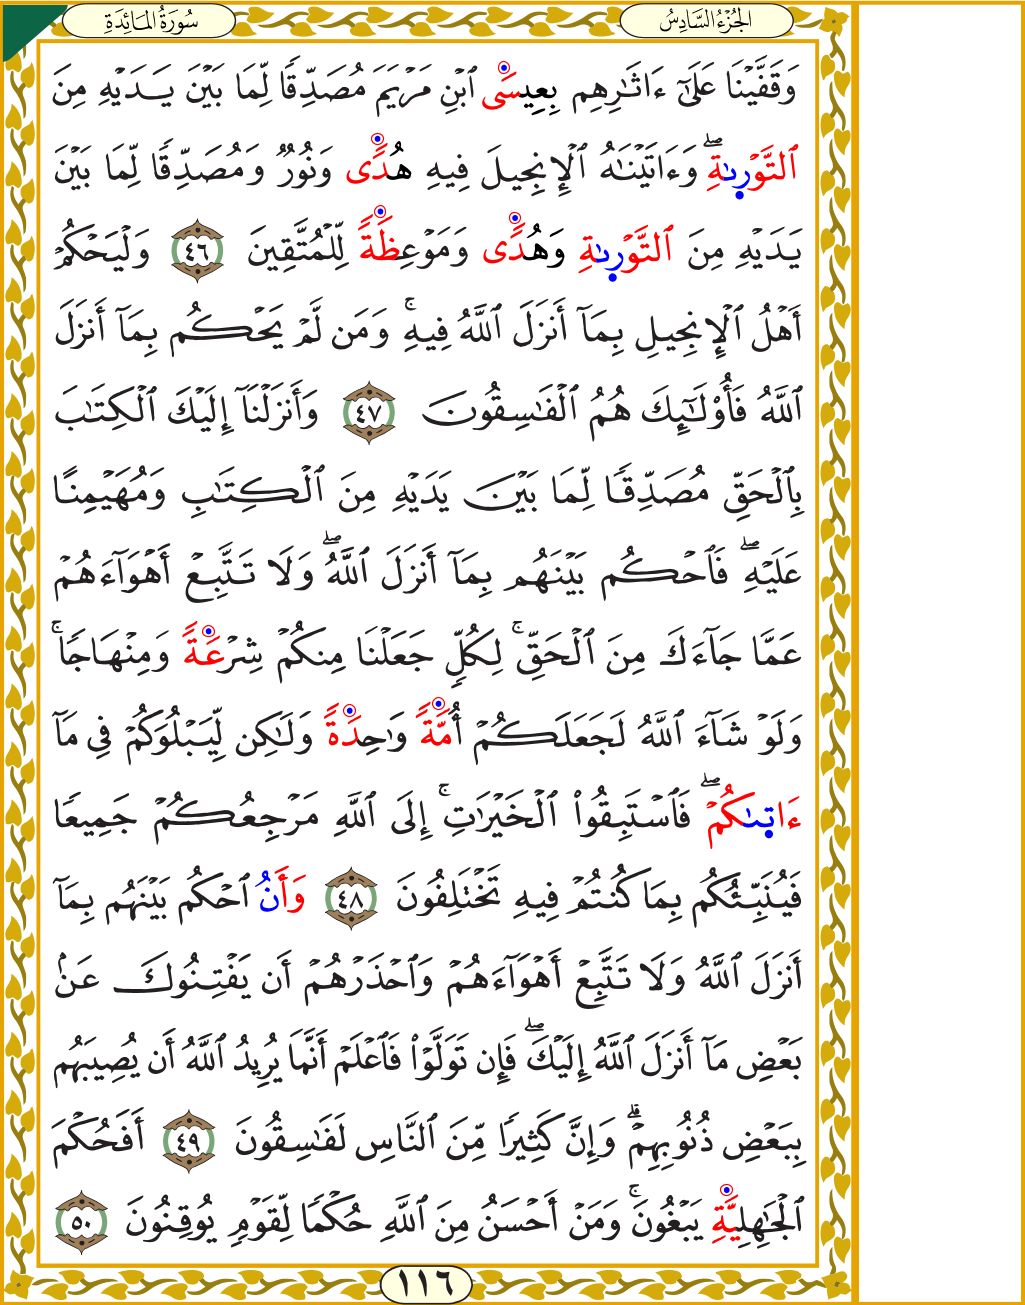 الجُزْءُ السَّادِسُ
سُورَةُ المَائِدَةِ
وَقَفَّيْنَا عَلَىٰٓ ءَاثَٰرِهِم بِعِيسَى ٱبْنِ مَرْيَمَ مُصَدِّقًا لِّمَا بَيْنَ يَدَيْهِ مِنَ
ٱلتَّوْرىٰةِۖ وَءَاتَيْنَٰهُ ٱلْإِنجِيلَ فِيهِ هُدًى وَنُورٌ وَمُصَدِّقًا لِّمَا بَيْنَ
يَدَيْهِ مِنَ ٱلتَّوْرىٰةِ وَهُدًى وَمَوْعِظَةً لِّلْمُتَّقِينَ ٤٦ وَلْيَحْكُمْ
أَهْلُ ٱلْإِنجِيلِ بِمَآ أَنزَلَ ٱللَّهُ فِيهِۚ وَمَن لَّمْ يَحْكُم بِمَآ أَنزَلَ
ٱللَّهُ فَأُوْلَٰٓئِكَ هُمُ ٱلْفَٰسِقُونَ ٤٧ وَأَنزَلْنَآ إِلَيْكَ ٱلْكِتَٰبَ
بِٱلْحَقِّ مُصَدِّقًا لِّمَا بَيْنَ يَدَيْهِ مِنَ ٱلْكِتَٰبِ وَمُهَيْمِنًا
عَلَيْهِۖ فَٱحْكُم بَيْنَهُم بِمَآ أَنزَلَ ٱللَّهُۖ وَلَا تَتَّبِعْ أَهْوَآءَهُمْ
عَمَّا جَآءَكَ مِنَ ٱلْحَقِّۚ لِكُلٍّ جَعَلْنَا مِنكُمْ شِرْعَةً وَمِنْهَاجًاۚ
وَلَوْ شَآءَ ٱللَّهُ لَجَعَلَكُمْ أُمَّةً وَٰحِدَةً وَلَٰكِن لِّيَبْلُوَكُمْ فِي مَآ
ءَاتىٰكُمْۖ فَٱسْتَبِقُواْ ٱلْخَيْرَٰتِۚ إِلَى ٱللَّهِ مَرْجِعُكُمْ جَمِيعًا
فَيُنَبِّئُكُم بِمَا كُنتُمْ فِيهِ تَخْتَلِفُونَ ٤٨ وَأَنُ ٱحْكُم بَيْنَهُم بِمَآ
أَنزَلَ ٱللَّهُ وَلَا تَتَّبِعْ أَهْوَآءَهُمْ وَٱحْذَرْهُمْ أَن يَفْتِنُوكَ عَنۢ
بَعْضِ مَآ أَنزَلَ ٱللَّهُ إِلَيْكَۖ فَإِن تَوَلَّوْاْ فَٱعْلَمْ أَنَّمَا يُرِيدُ ٱللَّهُ أَن يُصِيبَهُم
بِبَعْضِ ذُنُوبِهِمْۗ وَإِنَّ كَثِيرًا مِّنَ ٱلنَّاسِ لَفَٰسِقُونَ ٤٩ أَفَحُكْمَ
ٱلْجَٰهِلِيَّةِ يَبْغُونَۚ وَمَنْ أَحْسَنُ مِنَ ٱللَّهِ حُكْمًا لِّقَوْمٍ يُوقِنُونَ ٥٠
١١٦